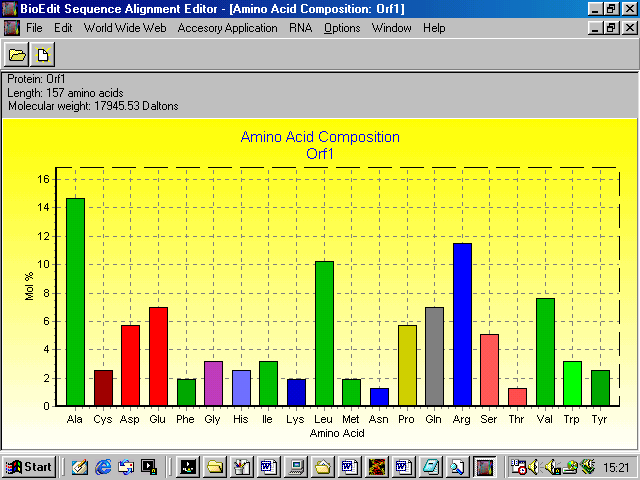 BioEdit Sequence Alignment Editor - [Amino Acid Composition: Orf1]
File Edit World Wide Web Accesory Application RNA Options Window Help
Protein: Orf1
Length: 157 amino acids
Molecular weight: 17945.53 Daltons
Amino Acid Composition
Orf1
16
14
12
10
8
6
4
2
0
Mol %
Ala Cys Asp Glu Phe Gly His Ile Lys Leu Met Asn Pro Gln Arg Ser Thr Val Trp Tyr
Amino Acid
Start 15:21